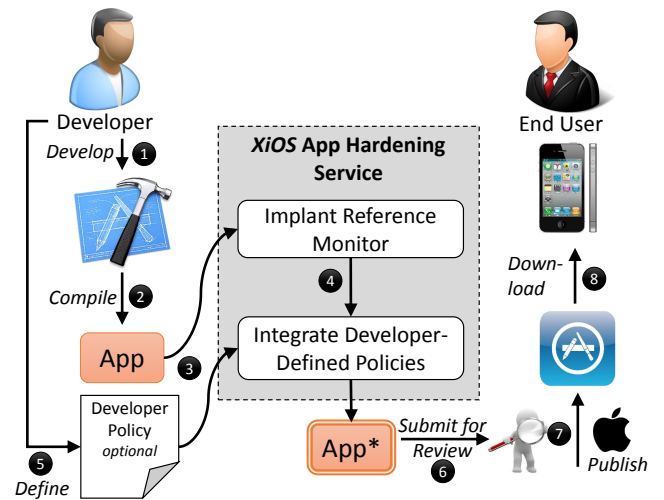 Developer
End User
Develop
1
XiOS App Hardening
Service
Implant Reference
Monitor
Compile
2
4
Down-
load
8
App
3
Integrate Developer-
Defined Policies
Developer
Policy
optional
5
Define
App*
Submit for
Review
6
7
Publish